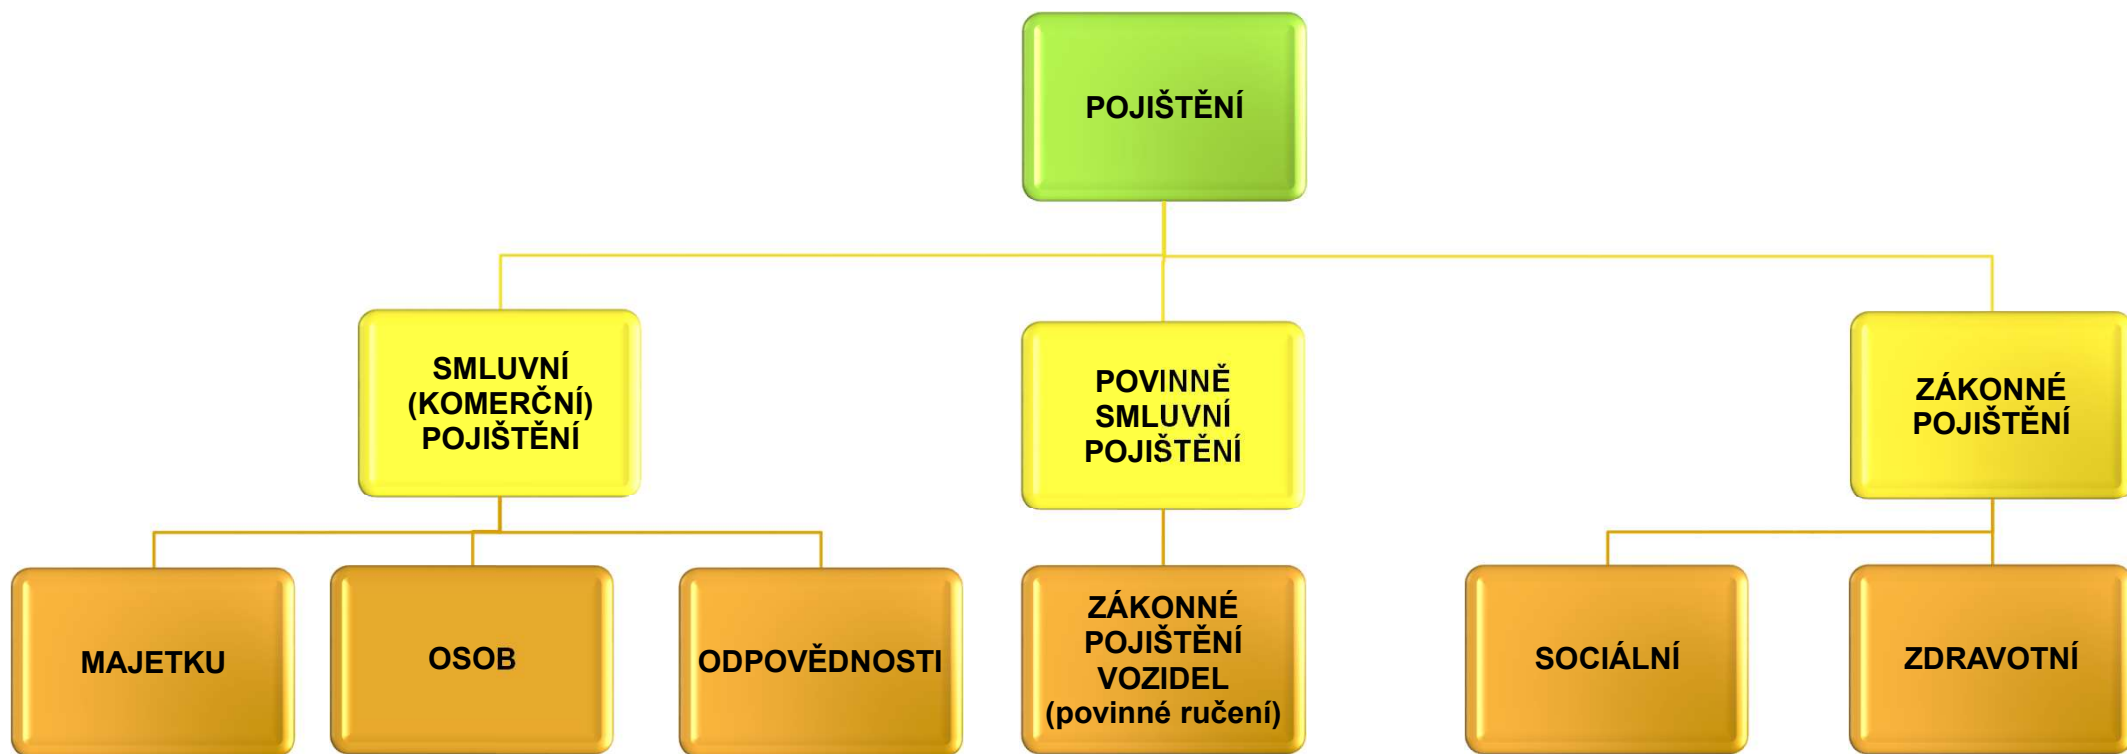 POJIŠTĚNÍ
SMLUVNÍ
(KOMERČNÍ)
POJIŠTĚNÍ
POVINNĚ
SMLUVNÍ
POJIŠTĚNÍ
ZÁKONNÉ
POJIŠTĚNÍ
MAJETKU
OSOB
ODPOVĚDNOSTI
ZÁKONNÉ
POJIŠTĚNÍ
VOZIDEL
(povinné ručení)
SOCIÁLNÍ
ZDRAVOTNÍ